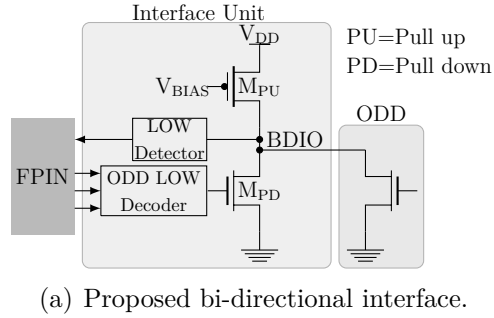 Interface Unit
VDD
PU=Pull up
PD=Pull down
VBIAS
MPU
ODD
LOW
Detector
BDIO
FPIN
ODD LOW
Decoder
MPD
(a) Proposed bi-directional interface.